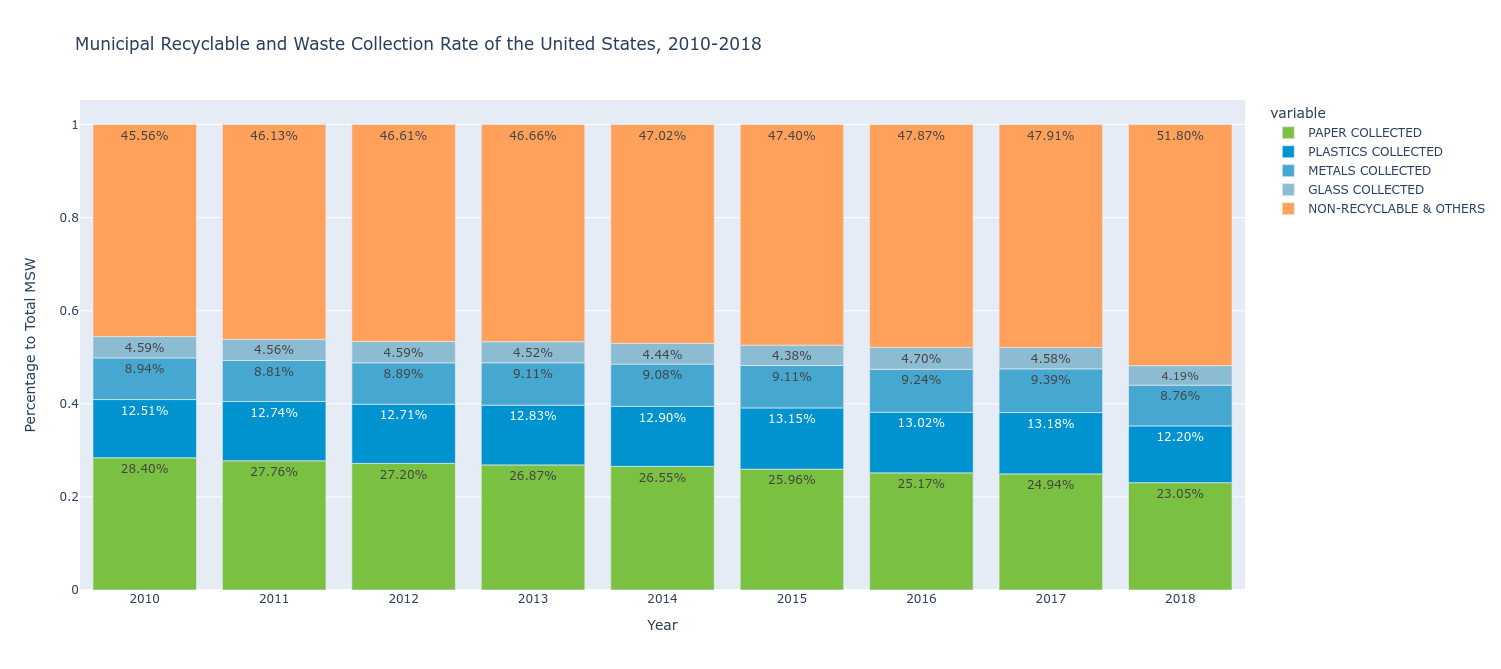 Municipal Recyclable and Waste Collection Rate of the United States, 2010-2018
variable
PAPER COLLECTED
PLASTICS COLLECTED
METALS COLLECTED
GLASS COLLECTED
NON-RECYCLABLE & OTHERS
Percentage to Total MSW
1
0.8
0.6
0.4
0.2
0
45.56% 46.13% 46.61% 46.66% 47.02% 47.40% 47.87% 47.91% 51.80%
4.59% 4.56% 4.59% 4.52% 4.44% 4.38% 4.70% 4.58% 4.19%
8.94% 8.81% 8.89% 9.11% 9.08% 9.11% 9.24% 9.39% 8.76%
12.51% 12.74% 12.71% 12.83% 12.90% 13.15% 13.02% 13.18% 12.20%
28.40% 27.76% 27.20% 26.87% 26.55% 25.96% 25.17% 24.94% 23.05%
2010 2011 2012 2013 2014 2015 2016 2017 2018
Year